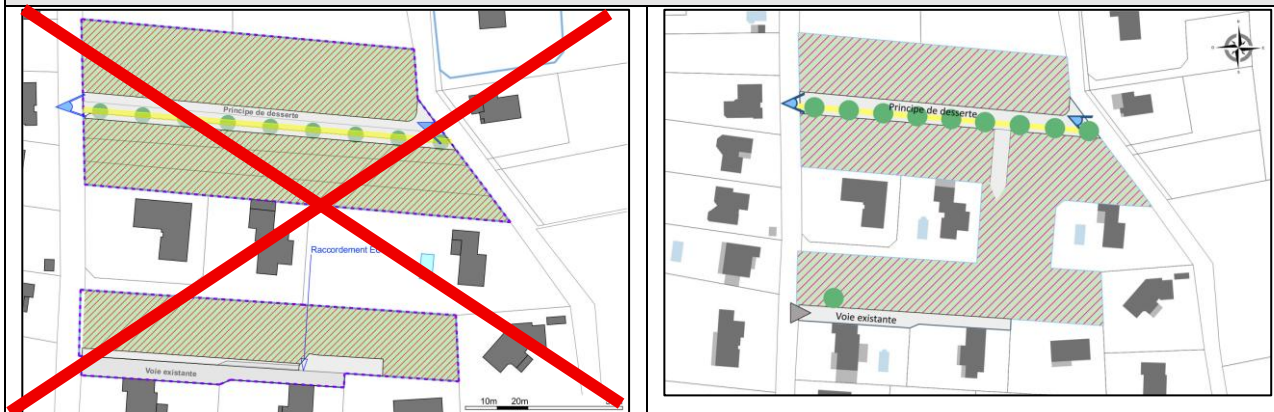 Principe de desserte
Raccordement E
Voie existante
10m 20m
Principe de desserte
Voie existante